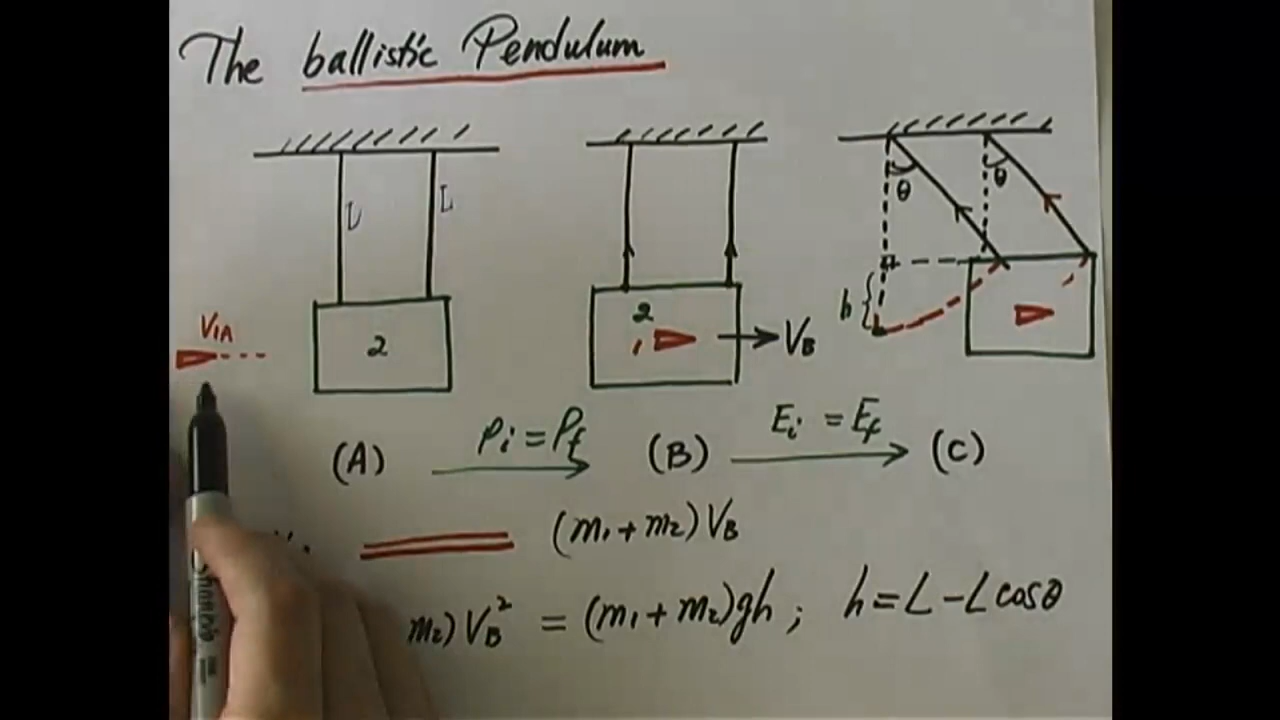 The ballistic Pendulum
L L
θ θ
h
V1A
2
2
1
VB
(A) Pi = Pf (B) Ei = Ef (C)
(m1 + m2) VB
m2) VB² = (m1 + m2)gh ; h = L - L cosθ
Sharpie